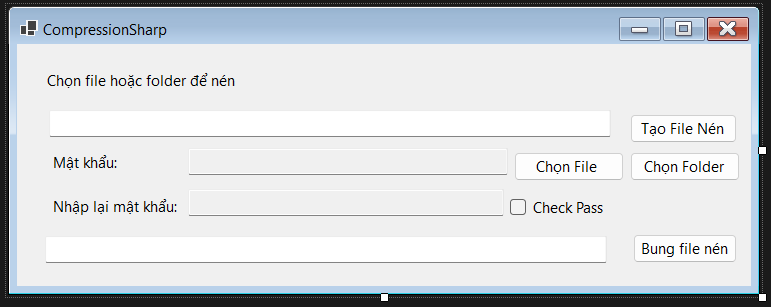 CompressionSharp
Chọn file hoặc folder để nén
Tạo File Nén
Mật khẩu:
Chọn File
Chọn Folder
Nhập lại mật khẩu:
Check Pass
Bung file nén